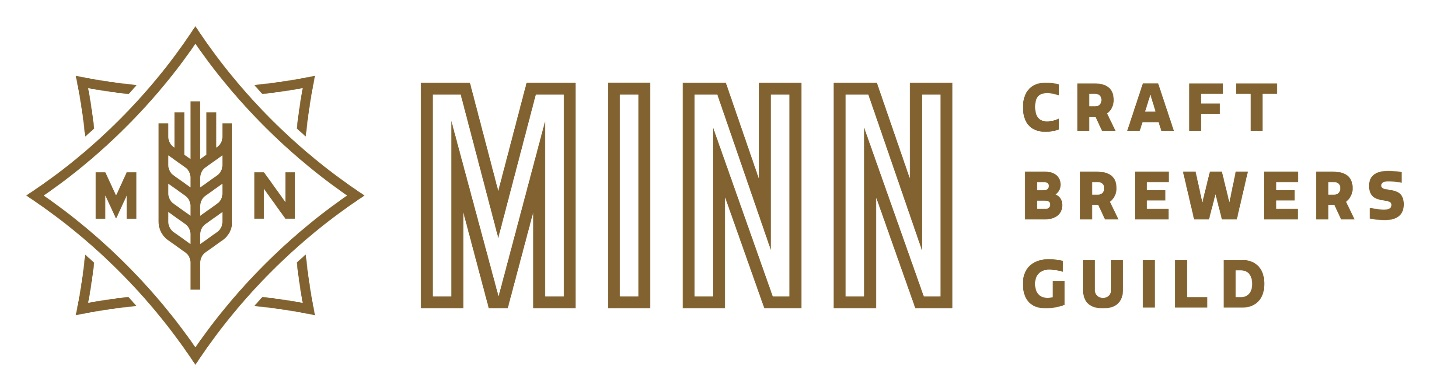 M N
MINN
CRAFT
BREWERS
GUILD